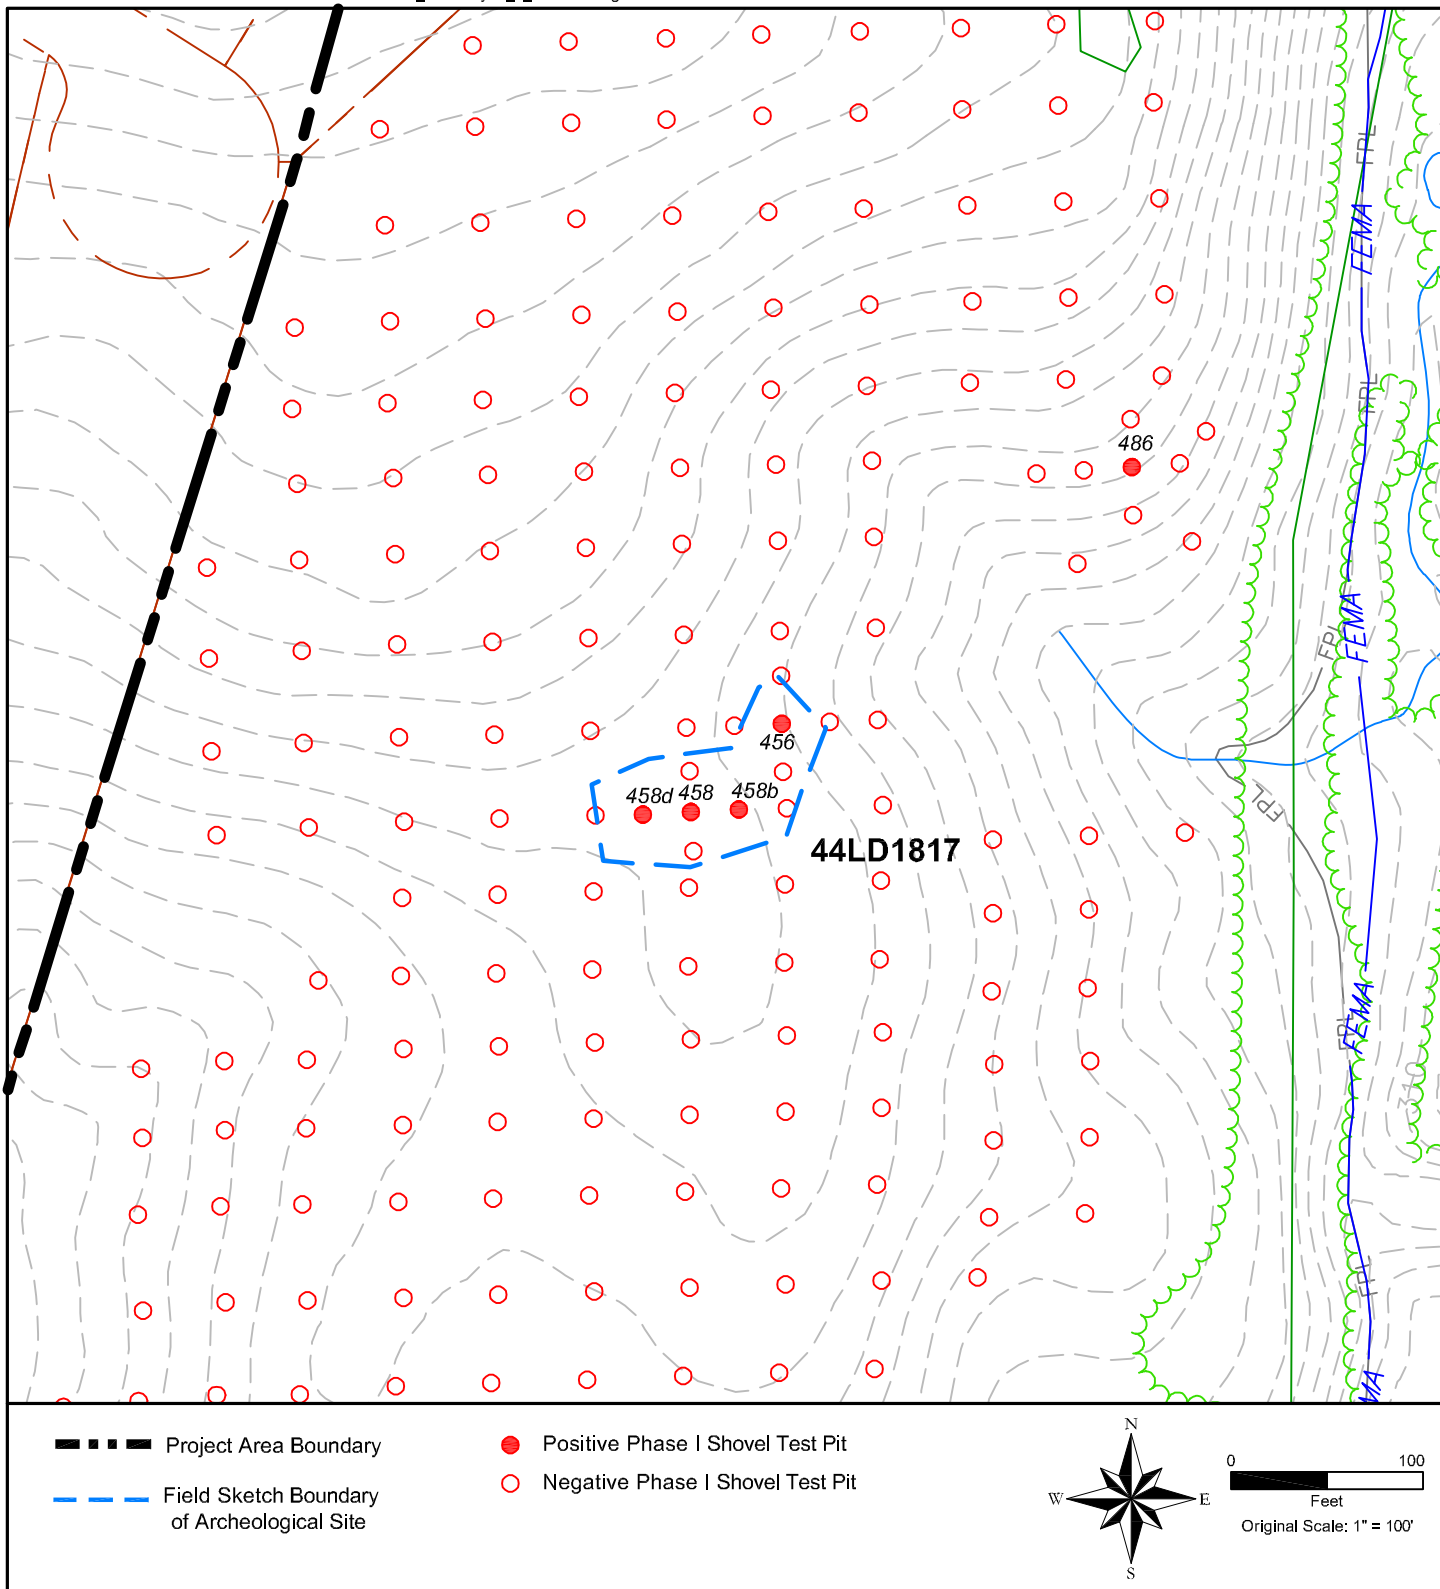 FPL
FEMA
FPL
486
FEMA
FPL
456
458d 458 458b
FPL
44LD1817
FEMA
FPL
310
FPL
MA
Project Area Boundary
Field Sketch Boundary
of Archeological Site
Positive Phase I Shovel Test Pit
Negative Phase I Shovel Test Pit
N
W
E
S
0 100
Feet
Original Scale: 1" = 100'